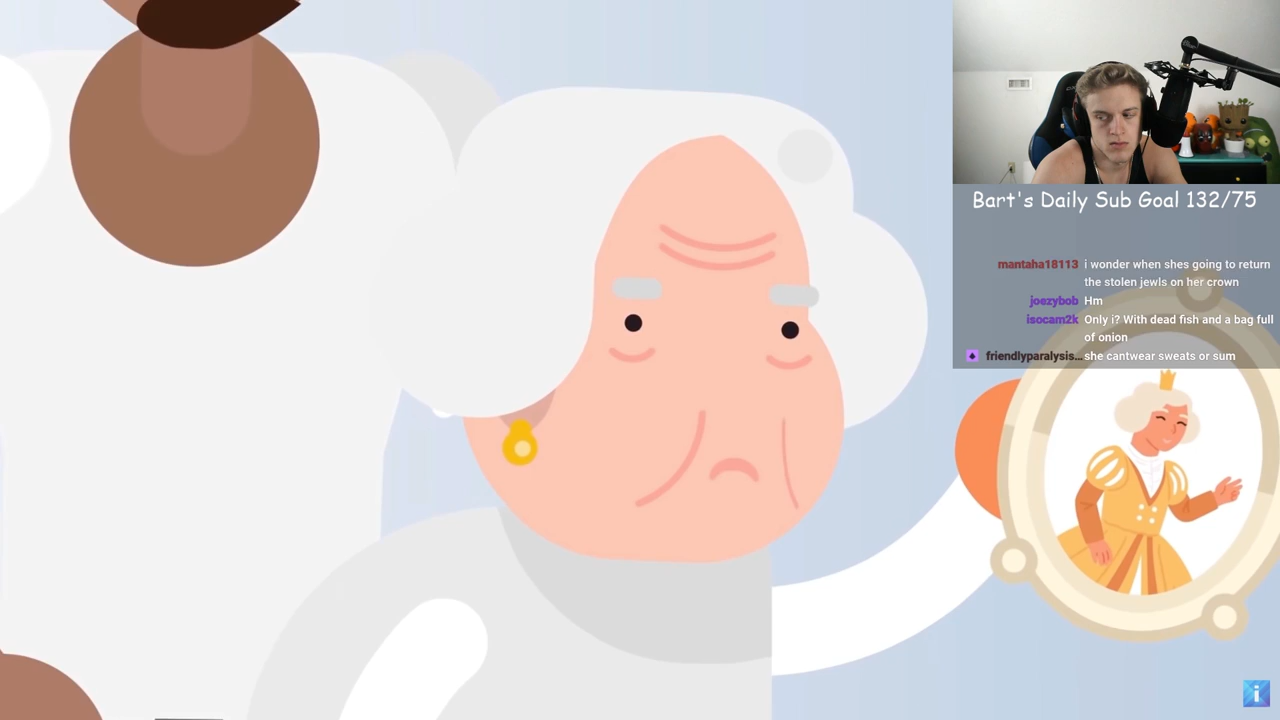 Bart's Daily Sub Goal 132/75
mantaha18113 i wonder when shes going to return
the stolen jewls on her crown
joezybob Hm
isocam2k Only i? With dead fish and a bag full
of onion
friendlyparalysis... she cantwear sweats or sum
i